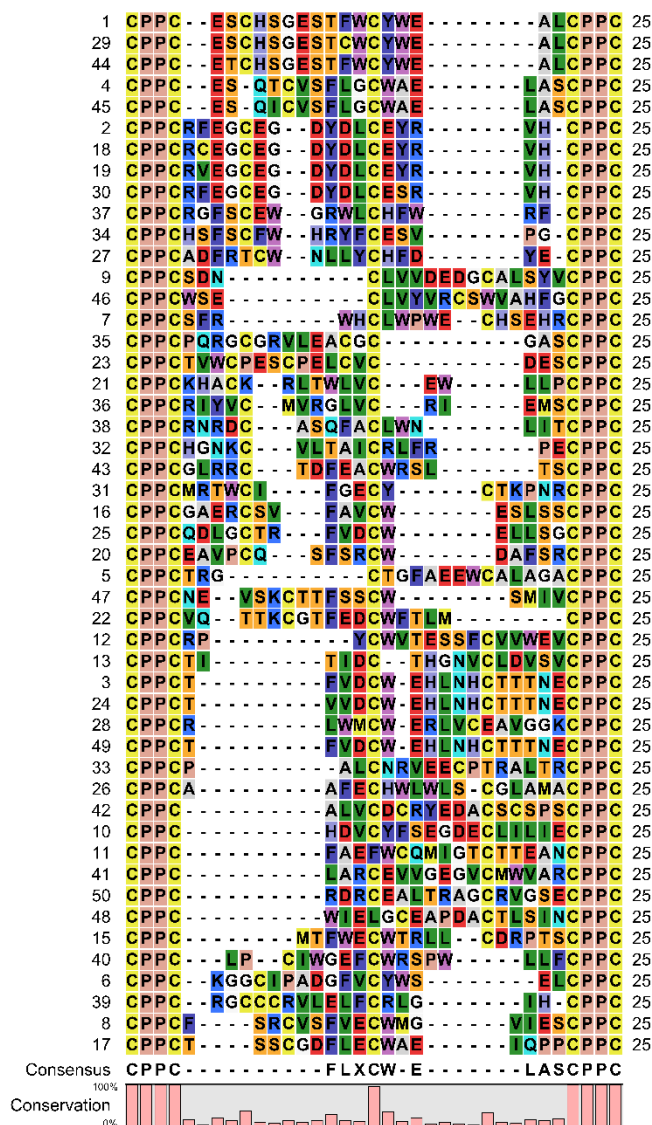 1 CPPC--ESCHSGESTFWCYWE--------ALCPPC 25
29 CPPC--ESCHSGESTCWCYWE--------ALCPPC 25
44 CPPC--ETCHSGESTFWCYWE--------ALCPPC 25
4 CPPC--ES-QTCVSFLGCWAE-------LASCPPC 25
45 CPPC--ES-QICVSFLGCWAE-------LASCPPC 25
2 CPPCRFEGCEG--DYDLCEYR-------VH-CPPC 25
18 CPPCRCEGCEG--DYDLCEYR-------VH-CPPC 25
19 CPPCRVEGCEG--DYDLCEYR-------VH-CPPC 25
30 CPPCRFEGCEG--DYDLCESR-------VH-CPPC 25
37 CPPCRGFSCEW--GRWLCHFW-------RF-CPPC 25
34 CPPCHSFSCFW--HRYFCESV-------PG-CPPC 25
27 CPPCADFRTCW--NLLYCHFD-------YE-CPPC 25
9 CPPCSDN----------CLVVDEDGCALSYVCPPC 25
46 CPPCWSE----------CLVYVRCSWVAHFGCPPC 25
7 CPPCSFR--------WHCLWPWE--CHSEHRCPPC 25
35 CPPCPQRGCGRVLEACGC----------GASCPPC 25
23 CPPCTVWCPESCPELCVC----------DESCPPC 25
21 CPPCKHACK--RLTWLVC---EW-----LLPCPPC 25
36 CPPCRIYVC--MVRGLVC---RI-----EMSCPPC 25
38 CPPCRNRDC---ASQFACLWN-------LITCPPC 25
32 CPPCHGNKC---VLTAICRLFR-------PECPPC 25
43 CPPCGLRRC---TDFEACWRSL-------TSCPPC 25
31 CPPCMRTWCI----FGECY------CTKPNRCPPC 25
16 CPPCGAERCSV---FAVCW-------ESLSSCPPC 25
25 CPPCQDLGCTR---FVDCW-------ELLSGCPPC 25
20 CPPCEAVPCQ---SFSRCW-------DAFSRCPPC 25
5 CPPCTRG----------CTGFAEEWCALAGACPPC 25
47 CPPCNE--VSKCTTFSSCW--------SMIVCPPC 25
22 CPPCVQ--TTKCGTFEDCWFTLM--------CPPC 25
12 CPPCRP----------YCWVTESSFCVVWEVCPPC 25
13 CPPCTI--------TIDC--THGNVCLDVSVCPPC 25
3 CPPCT---------FVDCW-EHLNHCTTTNECPPC 25
24 CPPCT---------VVDCW-EHLNHCTTTNECPPC 25
28 CPPCR---------LWMCW-ERLVCEAVGGKCPPC 25
49 CPPCT---------FVDCW-EHLNHCTTTNECPPC 25
33 CPPCP----------ALCNRVEECPTRALTRCPPC 25
26 CPPCA---------AFECHWLWLS-CGLAMACPPC 25
42 CPPC----------ALVCDCRYEDACSCSPSCPPC 25
10 CPPC----------HDVCYFSEGDECLILIECPPC 25
11 CPPC----------FAEFWCQMIGTCTTEANCPPC 25
41 CPPC----------LARCEVVGEGVCMWVARCPPC 25
50 CPPC----------RDRCEALTRAGCRVGSECPPC 25
48 CPPC----------WIELGCEAPDACTLSINCPPC 25
15 CPPC--------MTFWECWTRLL--CDRPTSCPPC 25
40 CPPC---LP--CIWGEFCWRSPW-----LLFCPPC 25
6 CPPC--KGGCIPADGFVCYWS--------ELCPPC 25
39 CPPC--RGCCCRVLELFCRLG-------IH-CPPC 25
8 CPPCF----SRCVSFVECWMG------VIESCPPC 25
17 CPPCT----SSCGDFLECWAE------IQPPCPPC 25
Consensus CPPC----------FLXCW-E-------LASCPPC
100%
Conservation
0%